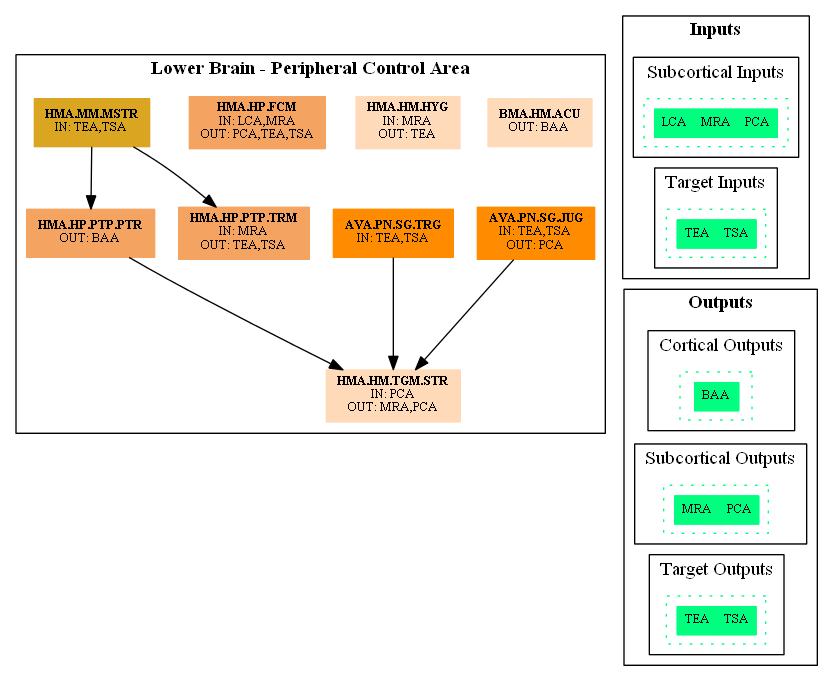 Lower Brain - Peripheral Control Area
HMA.MM.MSTR
IN: TEA,TSA
HMA.HP.FCM
IN: LCA,MRA
OUT: PCA,TEA,TSA
HMA.HM.HYG
IN: MRA
OUT: TEA
BMA.HM.ACU
OUT: BAA
HMA.HP.PTP.PTR
OUT: BAA
HMA.HP.PTP.TRM
IN: MRA
OUT: TEA,TSA
AVA.PN.SG.TRG
IN: TEA,TSA
AVA.PN.SG.JUG
IN: TEA,TSA
OUT: PCA
HMA.HM.TGM.STR
IN: PCA
OUT: MRA,PCA
Inputs
Subcortical Inputs
LCA MRA PCA
Target Inputs
TEA TSA
Outputs
Cortical Outputs
BAA
Subcortical Outputs
MRA PCA
Target Outputs
TEA TSA